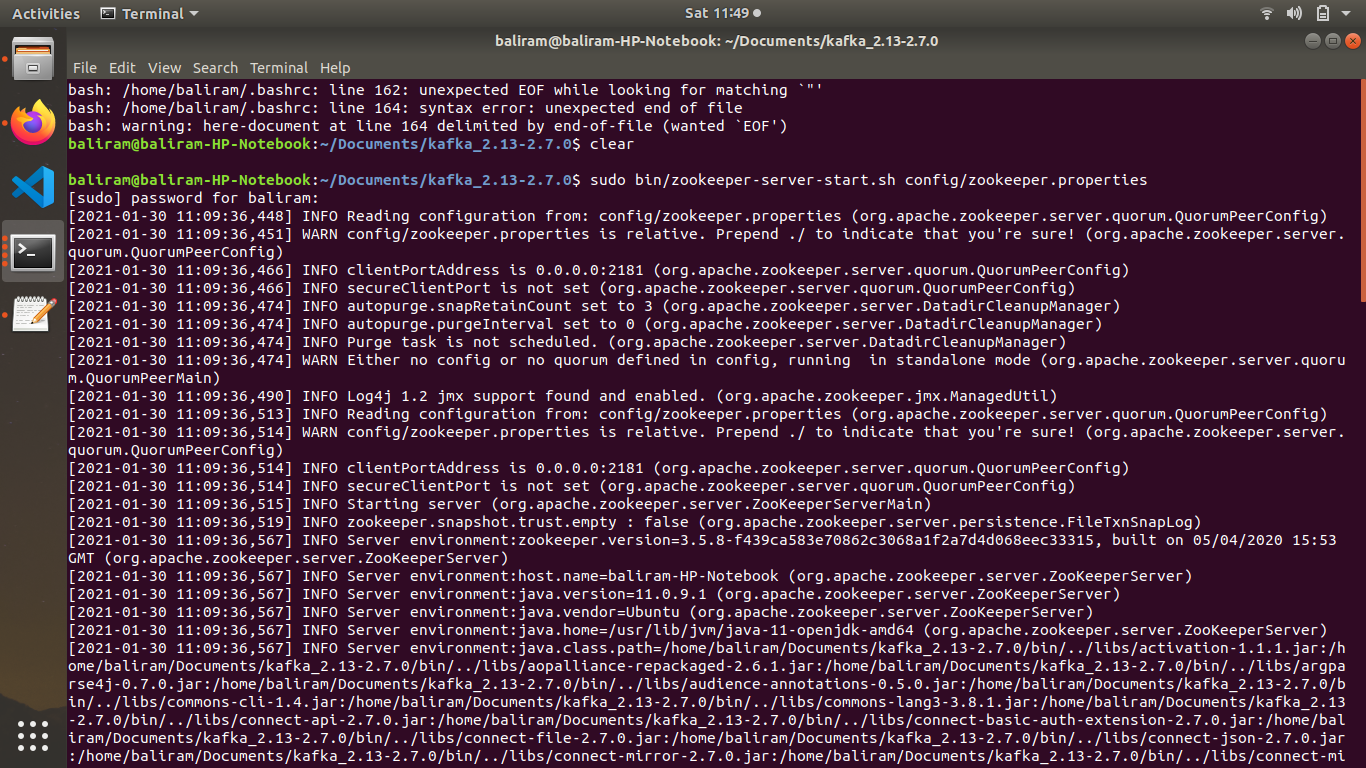 Activities Terminal Sat 11:49
baliram@baliram-HP-Notebook: ~/Documents/kafka_2.13-2.7.0
File Edit View Search Terminal Help
bash: /home/baliram/.bashrc: line 162: unexpected EOF while looking for matching `"'
bash: /home/baliram/.bashrc: line 164: syntax error: unexpected end of file
bash: warning: here-document at line 164 delimited by end-of-file (wanted `EOF')
baliram@baliram-HP-Notebook:~/Documents/kafka_2.13-2.7.0$ clear
baliram@baliram-HP-Notebook:~/Documents/kafka_2.13-2.7.0$ sudo bin/zookeeper-server-start.sh config/zookeeper.properties
[sudo] password for baliram:
[2021-01-30 11:09:36,448] INFO Reading configuration from: config/zookeeper.properties (org.apache.zookeeper.server.quorum.QuorumPeerConfig)
[2021-01-30 11:09:36,451] WARN config/zookeeper.properties is relative. Prepend ./ to indicate that you're sure! (org.apache.zookeeper.server.
quorum.QuorumPeerConfig)
[2021-01-30 11:09:36,466] INFO clientPortAddress is 0.0.0.0:2181 (org.apache.zookeeper.server.quorum.QuorumPeerConfig)
[2021-01-30 11:09:36,466] INFO secureClientPort is not set (org.apache.zookeeper.server.quorum.QuorumPeerConfig)
[2021-01-30 11:09:36,474] INFO autopurge.snapRetainCount set to 3 (org.apache.zookeeper.server.DatadirCleanupManager)
[2021-01-30 11:09:36,474] INFO autopurge.purgeInterval set to 0 (org.apache.zookeeper.server.DatadirCleanupManager)
[2021-01-30 11:09:36,474] INFO Purge task is not scheduled. (org.apache.zookeeper.server.DatadirCleanupManager)
[2021-01-30 11:09:36,474] WARN Either no config or no quorum defined in config, running  in standalone mode (org.apache.zookeeper.server.quoru
m.QuorumPeerMain)
[2021-01-30 11:09:36,490] INFO Log4j 1.2 jmx support found and enabled. (org.apache.zookeeper.jmx.ManagedUtil)
[2021-01-30 11:09:36,513] INFO Reading configuration from: config/zookeeper.properties (org.apache.zookeeper.server.quorum.QuorumPeerConfig)
[2021-01-30 11:09:36,514] WARN config/zookeeper.properties is relative. Prepend ./ to indicate that you're sure! (org.apache.zookeeper.server.
quorum.QuorumPeerConfig)
[2021-01-30 11:09:36,514] INFO clientPortAddress is 0.0.0.0:2181 (org.apache.zookeeper.server.quorum.QuorumPeerConfig)
[2021-01-30 11:09:36,514] INFO secureClientPort is not set (org.apache.zookeeper.server.quorum.QuorumPeerConfig)
[2021-01-30 11:09:36,515] INFO Starting server (org.apache.zookeeper.server.ZooKeeperServerMain)
[2021-01-30 11:09:36,519] INFO zookeeper.snapshot.trust.empty : false (org.apache.zookeeper.server.persistence.FileTxnSnapLog)
[2021-01-30 11:09:36,567] INFO Server environment:zookeeper.version=3.5.8-f439ca583e70862c3068a1f2a7d4d068eec33315, built on 05/04/2020 15:53
GMT (org.apache.zookeeper.server.ZooKeeperServer)
[2021-01-30 11:09:36,567] INFO Server environment:host.name=baliram-HP-Notebook (org.apache.zookeeper.server.ZooKeeperServer)
[2021-01-30 11:09:36,567] INFO Server environment:java.version=11.0.9.1 (org.apache.zookeeper.server.ZooKeeperServer)
[2021-01-30 11:09:36,567] INFO Server environment:java.vendor=Ubuntu (org.apache.zookeeper.server.ZooKeeperServer)
[2021-01-30 11:09:36,567] INFO Server environment:java.home=/usr/lib/jvm/java-11-openjdk-amd64 (org.apache.zookeeper.server.ZooKeeperServer)
[2021-01-30 11:09:36,567] INFO Server environment:java.class.path=/home/baliram/Documents/kafka_2.13-2.7.0/bin/../libs/activation-1.1.1.jar:/h
ome/baliram/Documents/kafka_2.13-2.7.0/bin/../libs/aopalliance-repackaged-2.6.1.jar:/home/baliram/Documents/kafka_2.13-2.7.0/bin/../libs/argpa
rse4j-0.7.0.jar:/home/baliram/Documents/kafka_2.13-2.7.0/bin/../libs/audience-annotations-0.5.0.jar:/home/baliram/Documents/kafka_2.13-2.7.0/b
in/../libs/commons-cli-1.4.jar:/home/baliram/Documents/kafka_2.13-2.7.0/bin/../libs/commons-lang3-3.8.1.jar:/home/baliram/Documents/kafka_2.13
-2.7.0/bin/../libs/connect-api-2.7.0.jar:/home/baliram/Documents/kafka_2.13-2.7.0/bin/../libs/connect-basic-auth-extension-2.7.0.jar:/home/bal
iram/Documents/kafka_2.13-2.7.0/bin/../libs/connect-file-2.7.0.jar:/home/baliram/Documents/kafka_2.13-2.7.0/bin/../libs/connect-json-2.7.0.jar
:/home/baliram/Documents/kafka_2.13-2.7.0/bin/../libs/connect-mirror-2.7.0.jar:/home/baliram/Documents/kafka_2.13-2.7.0/bin/../libs/connect-mi